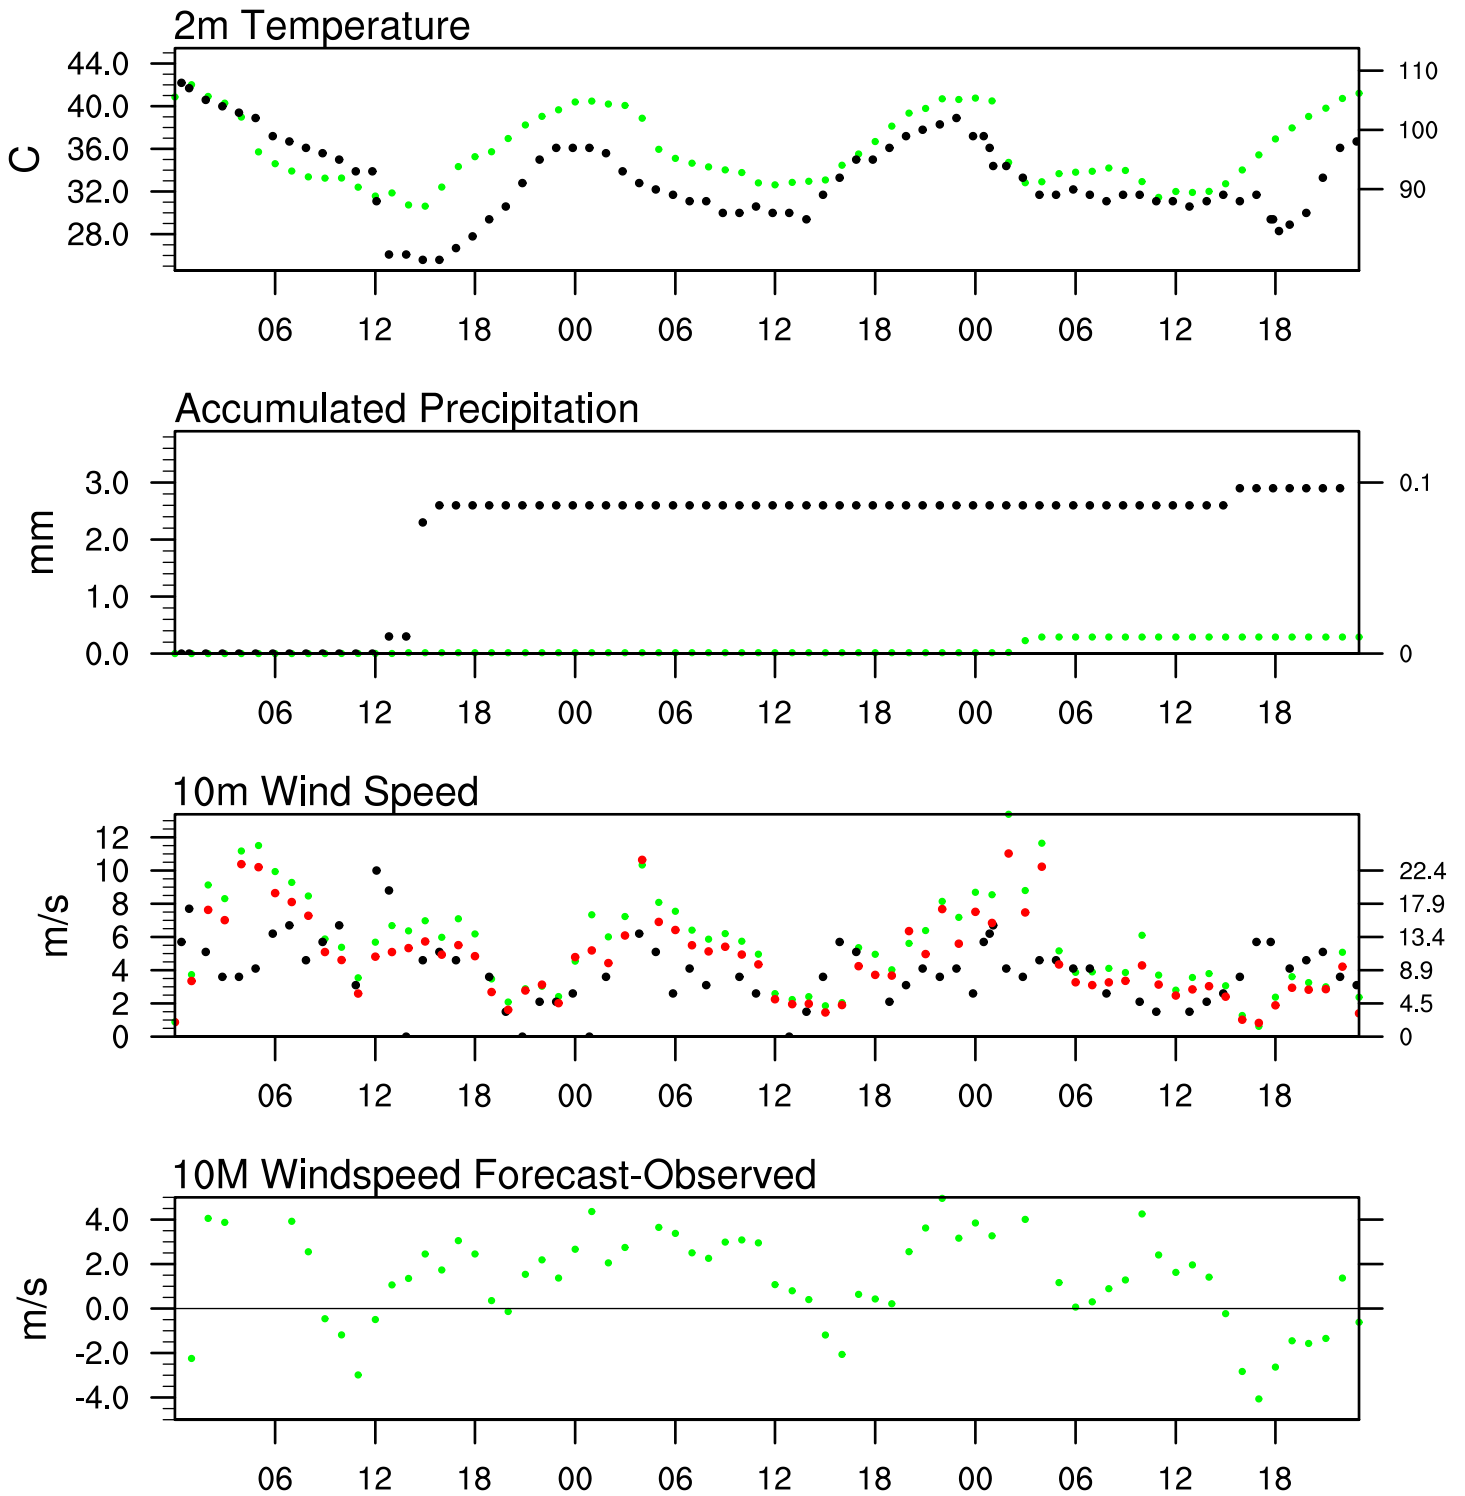 2m Temperature
44.0
40.0
36.0
32.0
28.0
C
110
100
90
06 12 18 00 06 12 18 00 06 12 18
Accumulated Precipitation
3.0
2.0
1.0
0.0
mm
0.1
0
06 12 18 00 06 12 18 00 06 12 18
10m Wind Speed
12
10
8
6
4
2
0
m/s
22.4
17.9
13.4
8.9
4.5
0
06 12 18 00 06 12 18 00 06 12 18
10M Windspeed Forecast-Observed
4.0
2.0
0.0
-2.0
-4.0
m/s
06 12 18 00 06 12 18 00 06 12 18